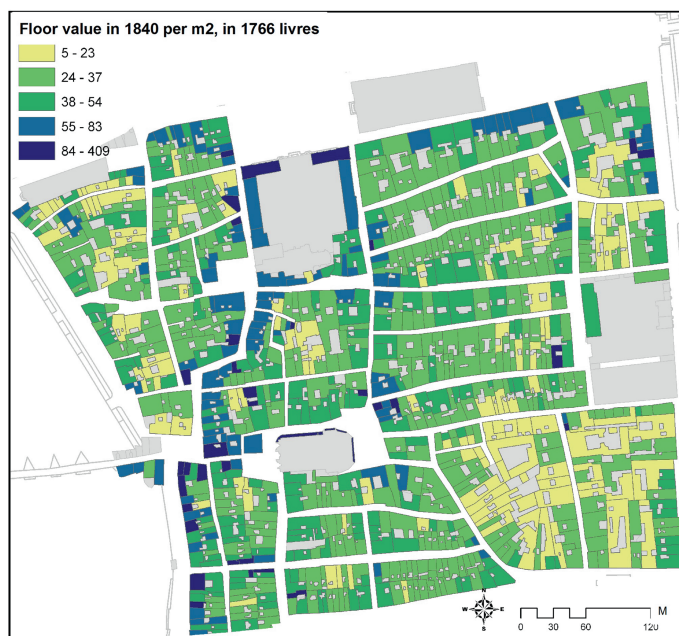 Floor value in 1840 per m2, in 1766 livres
5 - 23
24 - 37
38 - 54
55 - 83
84 - 409
N
W E
S
M
0 30 60 120